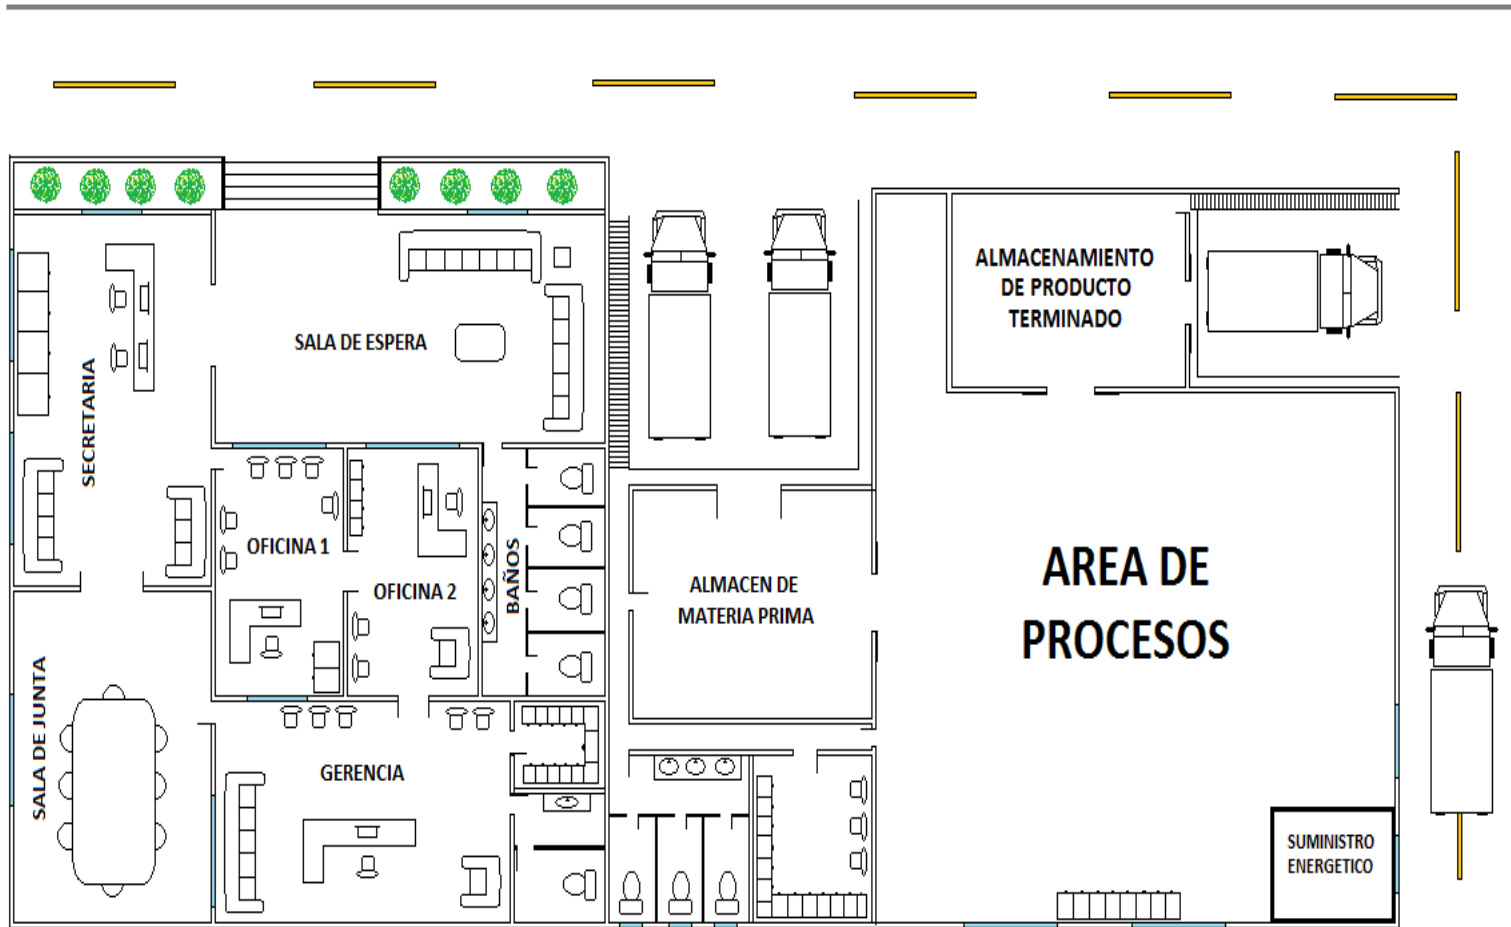 ALMACENAMIENTO
DE PRODUCTO
TERMINADO
SALA DE ESPERA
SECRETARIA
OFICINA 1
OFICINA 2
BAÑOS
ALMACEN DE
MATERIA PRIMA
AREA DE
PROCESOS
SALA DE JUNTA
GERENCIA
SUMINISTRO
ENERGETICO